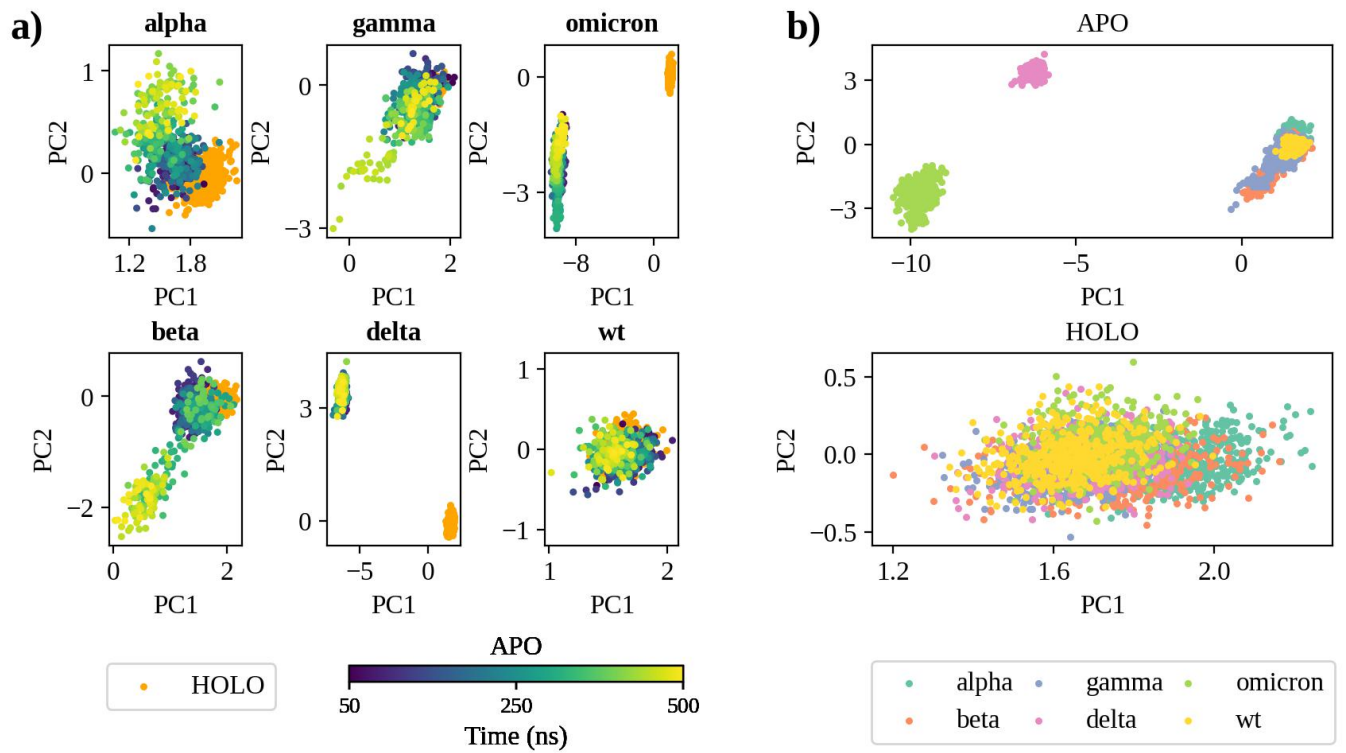 a)
alpha
gamma
omicron
PC2
1
0
1.2 1.8
PC1
PC2
0
−3
0 2
PC1
PC2
0
−3
−8 0
PC1
beta
delta
wt
PC2
0
−2
0 2
PC1
PC2
3
0
−5 0
PC1
PC2
1
0
−1
1 2
PC1
HOLO
APO
50 250 500
Time (ns)
b)
APO
PC2
3
0
−3
−10 −5 0
PC1
HOLO
PC2
0.5
0.0
−0.5
1.2 1.6 2.0
PC1
alpha gamma omicron
beta delta wt